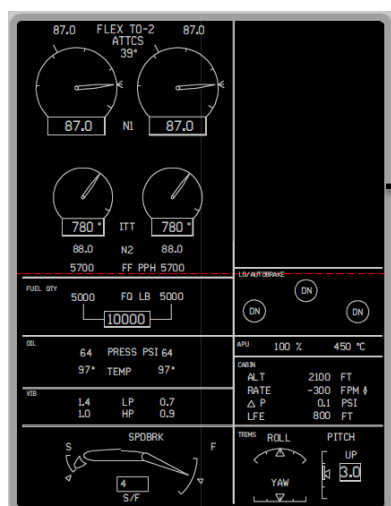 87.0 FLEX TO-2 87.0
ATTCS
39°
87.0 N1 87.0
780 ° ITT 780 °
88.0 N2 88.0
5700 FF PPH 5700
FUEL QTY
5000 FQ LB 5000
10000
OIL
64 PRESS PSI 64
97° TEMP 97°
VIB
1.4 LP 0.7
1.0 HP 0.9
SPDBRK
S F
4
S/F
LG/AUTOBRAKE
DN
DN DN
APU 100 % 450 °C
CABIN
ALT 2100 FT
RATE -300 FPM
△ P 0.1 PSI
LFE 800 FT
TRIMS ROLL PITCH
UP
3.0
YAW